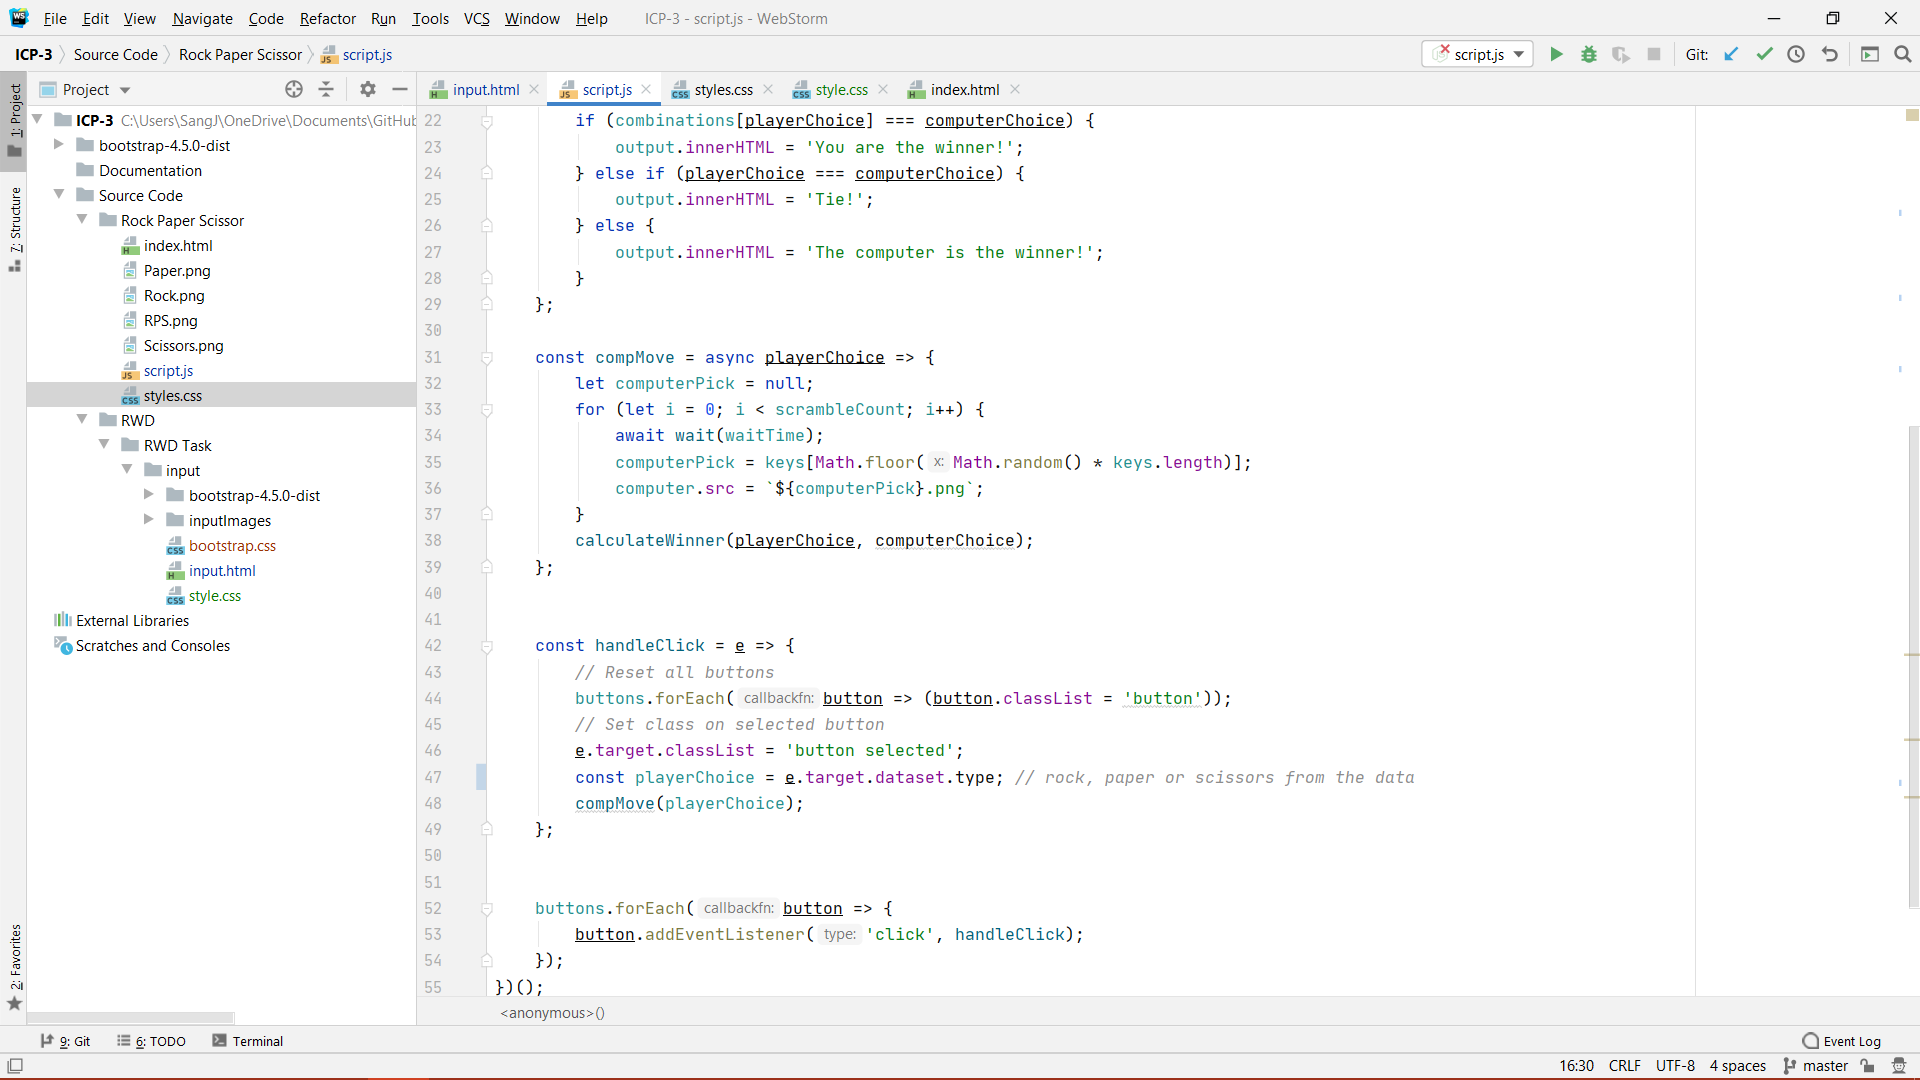 File Edit View Navigate Code Refactor Run Tools VCS Window Help ICP-3 - script.js - WebStorm
ICP-3 Source Code Rock Paper Scissor script.js script.js Git:
Project input.html script.js styles.css style.css index.html
1: Project
7: Structure
2: Favorites
ICP-3 C:\Users\SangJ\OneDrive\Documents\GitHub
bootstrap-4.5.0-dist
Documentation
Source Code
Rock Paper Scissor
index.html
Paper.png
Rock.png
RPS.png
Scissors.png
script.js
styles.css
RWD
RWD Task
input
bootstrap-4.5.0-dist
inputImages
bootstrap.css
input.html
style.css
External Libraries
Scratches and Consoles
22 if (combinations[playerChoice] === computerChoice) {
23 output.innerHTML = 'You are the winner!';
24 } else if (playerChoice === computerChoice) {
25 output.innerHTML = 'Tie!';
26 } else {
27 output.innerHTML = 'The computer is the winner!';
28 }
29 };
30
31 const compMove = async playerChoice => {
32 let computerPick = null;
33 for (let i = 0; i < scrambleCount; i++) {
34 await wait(waitTime);
35 computerPick = keys[Math.floor( x: Math.random() * keys.length)];
36 computer.src = `${computerPick}.png`;
37 }
38 calculateWinner(playerChoice, computerChoice);
39 };
40
41
42 const handleClick = e => {
43 // Reset all buttons
44 buttons.forEach( callbackfn: button => (button.classList = 'button'));
45 // Set class on selected button
46 e.target.classList = 'button selected';
47 const playerChoice = e.target.dataset.type; // rock, paper or scissors from the data
48 compMove(playerChoice);
49 };
50
51
52 buttons.forEach( callbackfn: button => {
53 button.addEventListener( type: 'click', handleClick);
54 });
55 })();
<anonymous>()
9: Git 6: TODO Terminal Event Log
16:30 CRLF UTF-8 4 spaces master